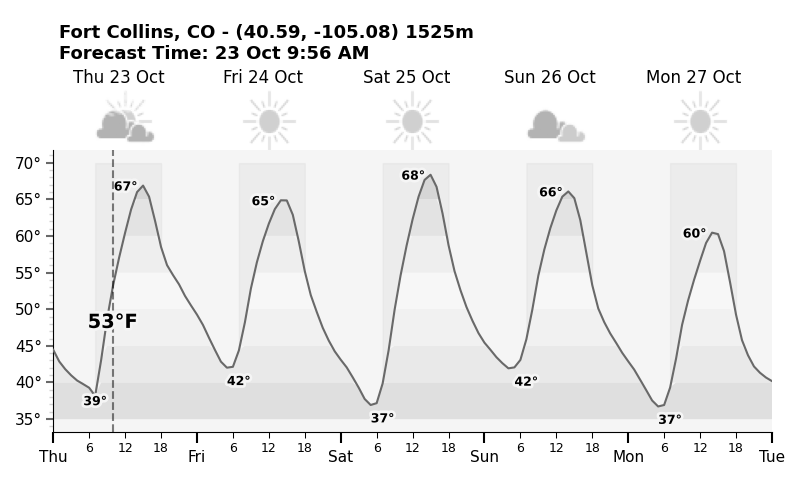 Fort Collins, CO - (40.59, -105.08) 1525m
Forecast Time: 23 Oct 9:56 AM
Thu 23 Oct Fri 24 Oct Sat 25 Oct Sun 26 Oct Mon 27 Oct
70°
65°
60°
55°
50°
45°
40°
35°
67° 65° 68° 66° 60°
53°F
39° 42° 37° 42° 37°
6 12 18 6 12 18 6 12 18 6 12 18 6 12 18
Thu Fri Sat Sun Mon Tue